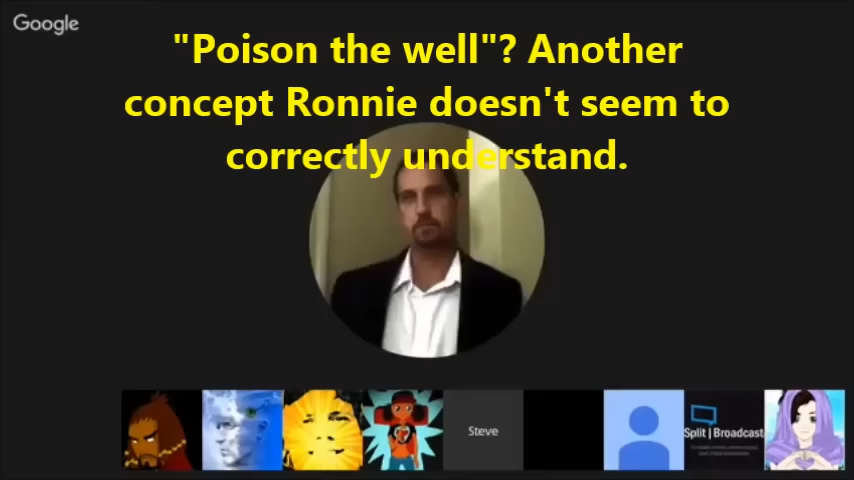 Google
"Poison the well"? Another
concept Ronnie doesn't seem to
correctly understand.
Steve
Split | Broadcast